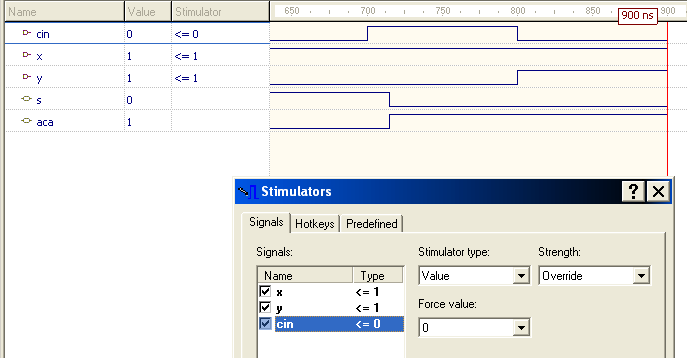 Name Value Stimulator 650 700 750 800 850 900
900 ns
cin 0 <= 0
x 1 <= 1
y 1 <= 1
s 0
aca 1
Stimulators
Signals Hotkeys Predefined
Signals: Stimulator type: Strength:
Name Type Value Override
x <= 1
y <= 1 Force value:
cin <= 0 0